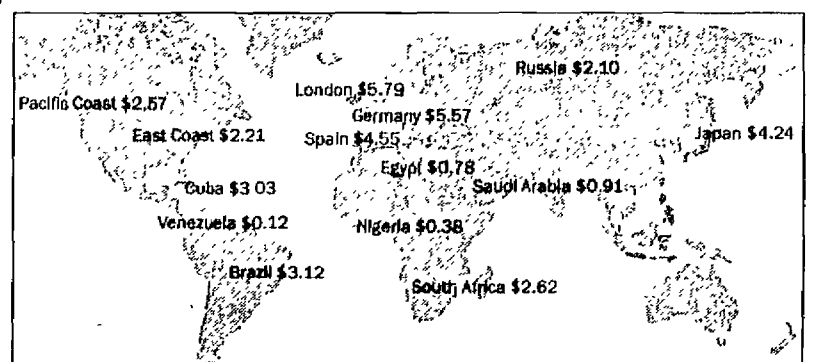 Russia $2.10
London $5.79
Pacific Coast $2.57
Germany $5.57
East Coast $2.21
Spain $4.55
Japan $4.24
Egypt $0.78
Cuba $3 03
Saudi Arabia $0.91
Venezuela $0.12
Nigeria $0.38
Brazil $3.12
South Africa $2.62